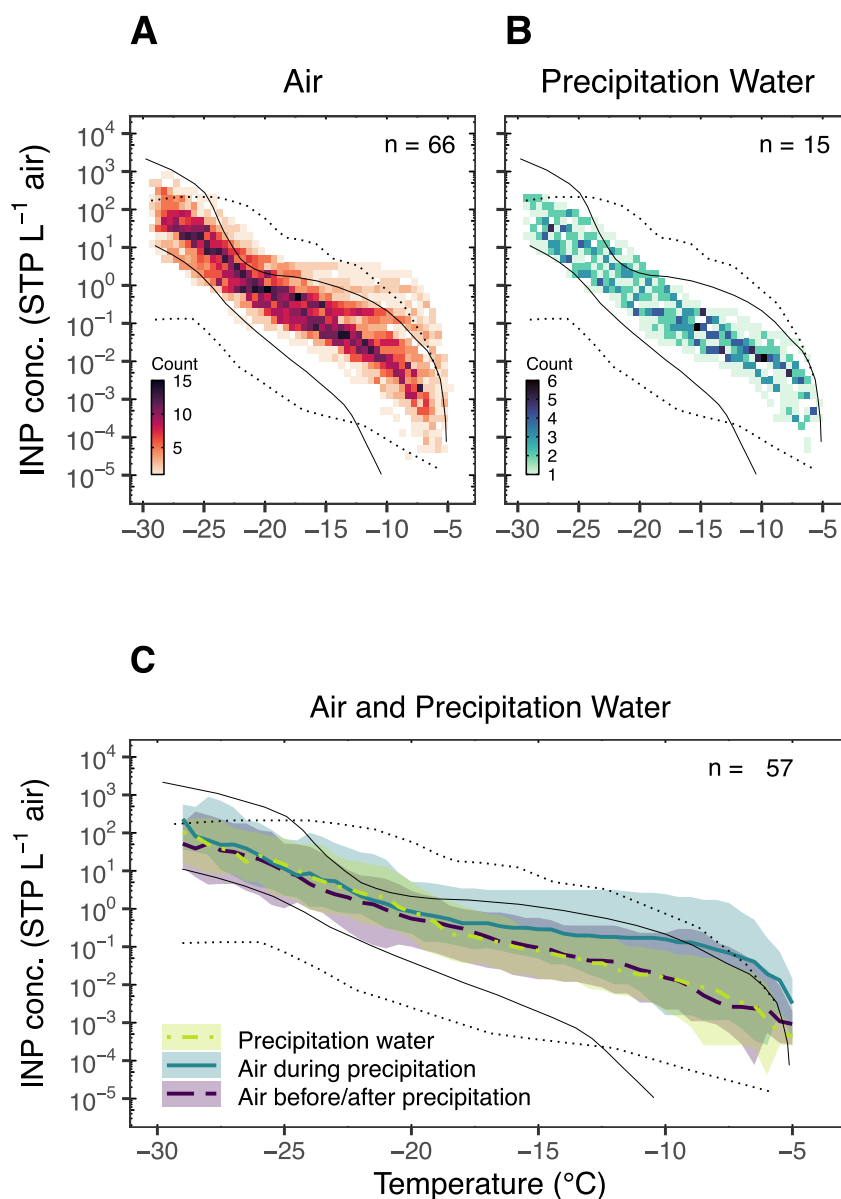 A
B
Air
Precipitation Water
INP conc. (STP L⁻¹ air)
10⁴
10³
10²
10¹
10⁰
10⁻¹
10⁻²
10⁻³
10⁻⁴
10⁻⁵
n = 66
Count
15
10
5
−30 −25 −20 −15 −10 −5
n = 15
Count
6
5
4
3
2
1
−30 −25 −20 −15 −10 −5
C
Air and Precipitation Water
INP conc. (STP L⁻¹ air)
10⁴
10³
10²
10¹
10⁰
10⁻¹
10⁻²
10⁻³
10⁻⁴
10⁻⁵
n = 57
Precipitation water
Air during precipitation
Air before/after precipitation
−30 −25 −20 −15 −10 −5
Temperature (°C)